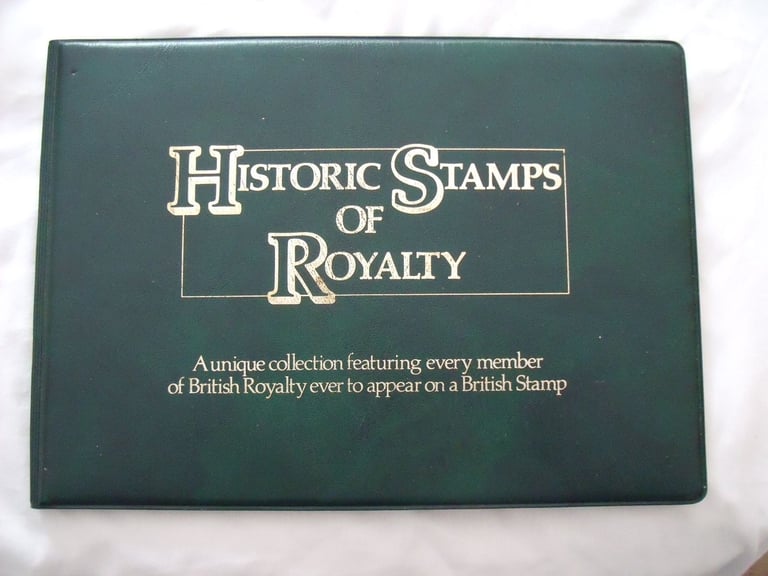 HISTORIC STAMPS
OF
ROYALTY
A unique collection featuring every member
of British Royalty ever to appear on a British Stamp